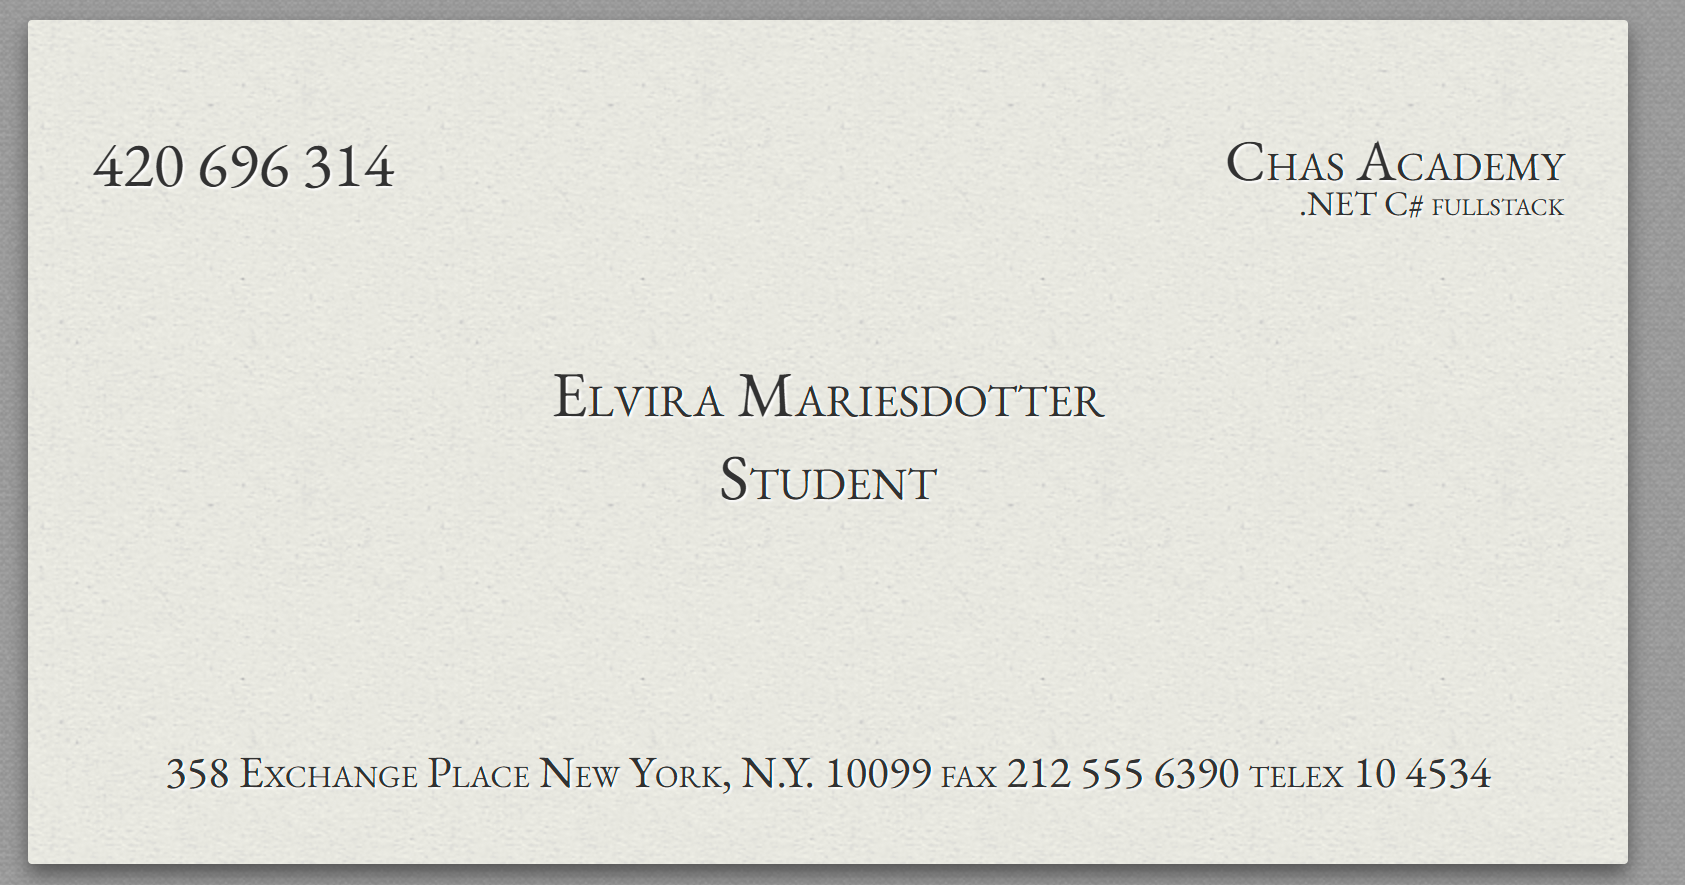 420 696 314
Chas Academy
.NET C# fullstack
Elvira Mariesdotter
Student
358 Exchange Place New York, N.Y. 10099 fax 212 555 6390 telex 10 4534